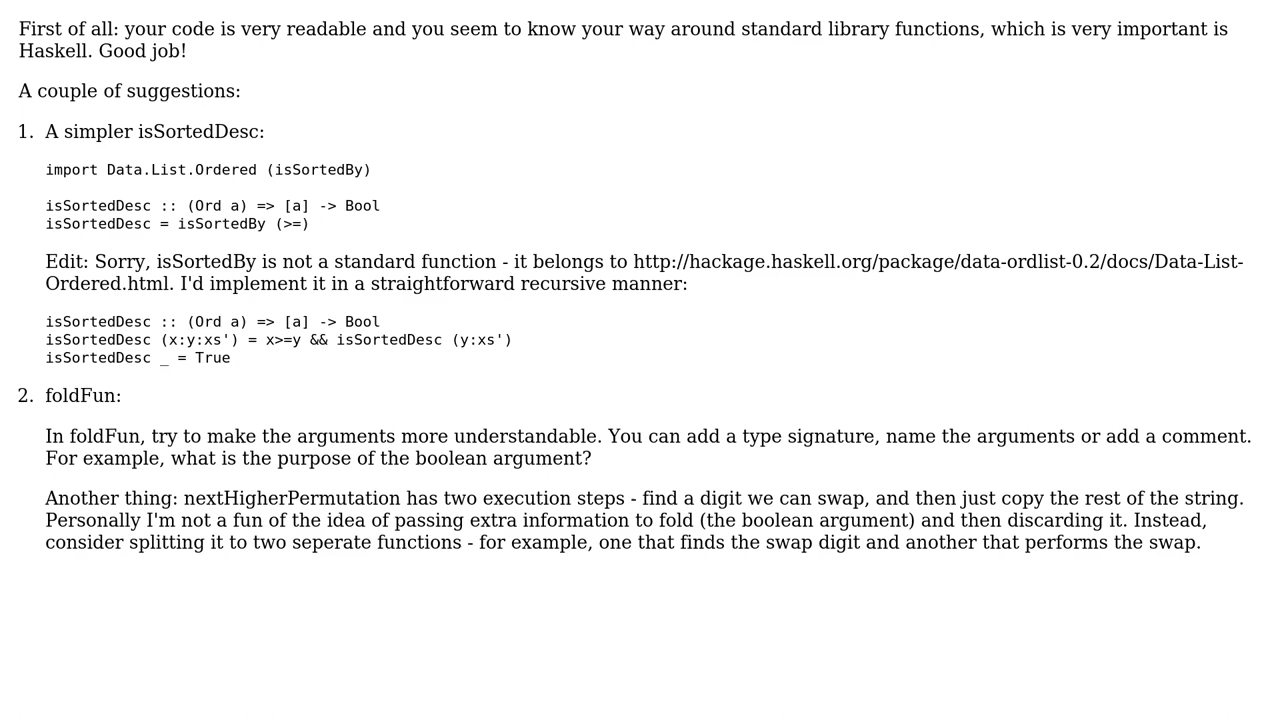 First of all: your code is very readable and you seem to know your way around standard library functions, which is very important is
Haskell. Good job!
A couple of suggestions:
1. A simpler isSortedDesc:
import Data.List.Ordered (isSortedBy)
isSortedDesc :: (Ord a) => [a] -> Bool
isSortedDesc = isSortedBy (>=)
Edit: Sorry, isSortedBy is not a standard function - it belongs to http://hackage.haskell.org/package/data-ordlist-0.2/docs/Data-List-
Ordered.html. I'd implement it in a straightforward recursive manner:
isSortedDesc :: (Ord a) => [a] -> Bool
isSortedDesc (x:y:xs') = x>=y && isSortedDesc (y:xs')
isSortedDesc _ = True
2. foldFun:
In foldFun, try to make the arguments more understandable. You can add a type signature, name the arguments or add a comment.
For example, what is the purpose of the boolean argument?
Another thing: nextHigherPermutation has two execution steps - find a digit we can swap, and then just copy the rest of the string.
Personally I'm not a fun of the idea of passing extra information to fold (the boolean argument) and then discarding it. Instead,
consider splitting it to two seperate functions - for example, one that finds the swap digit and another that performs the swap.